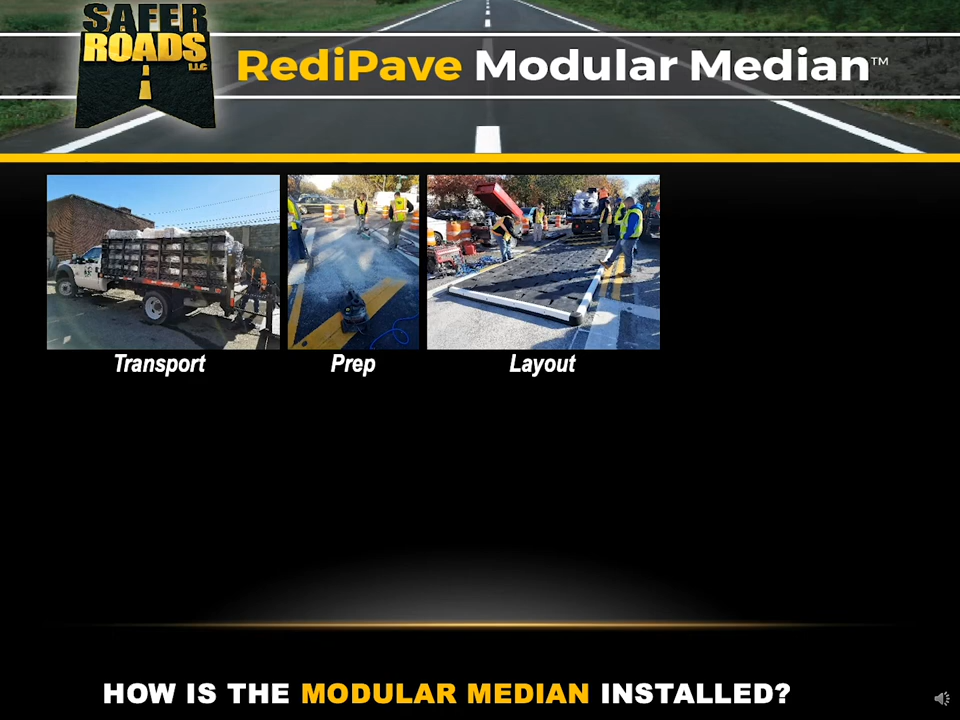 SAFER
ROADS
LLC
RediPave Modular Median™
Transport
Prep
Layout
HOW IS THE MODULAR MEDIAN INSTALLED?